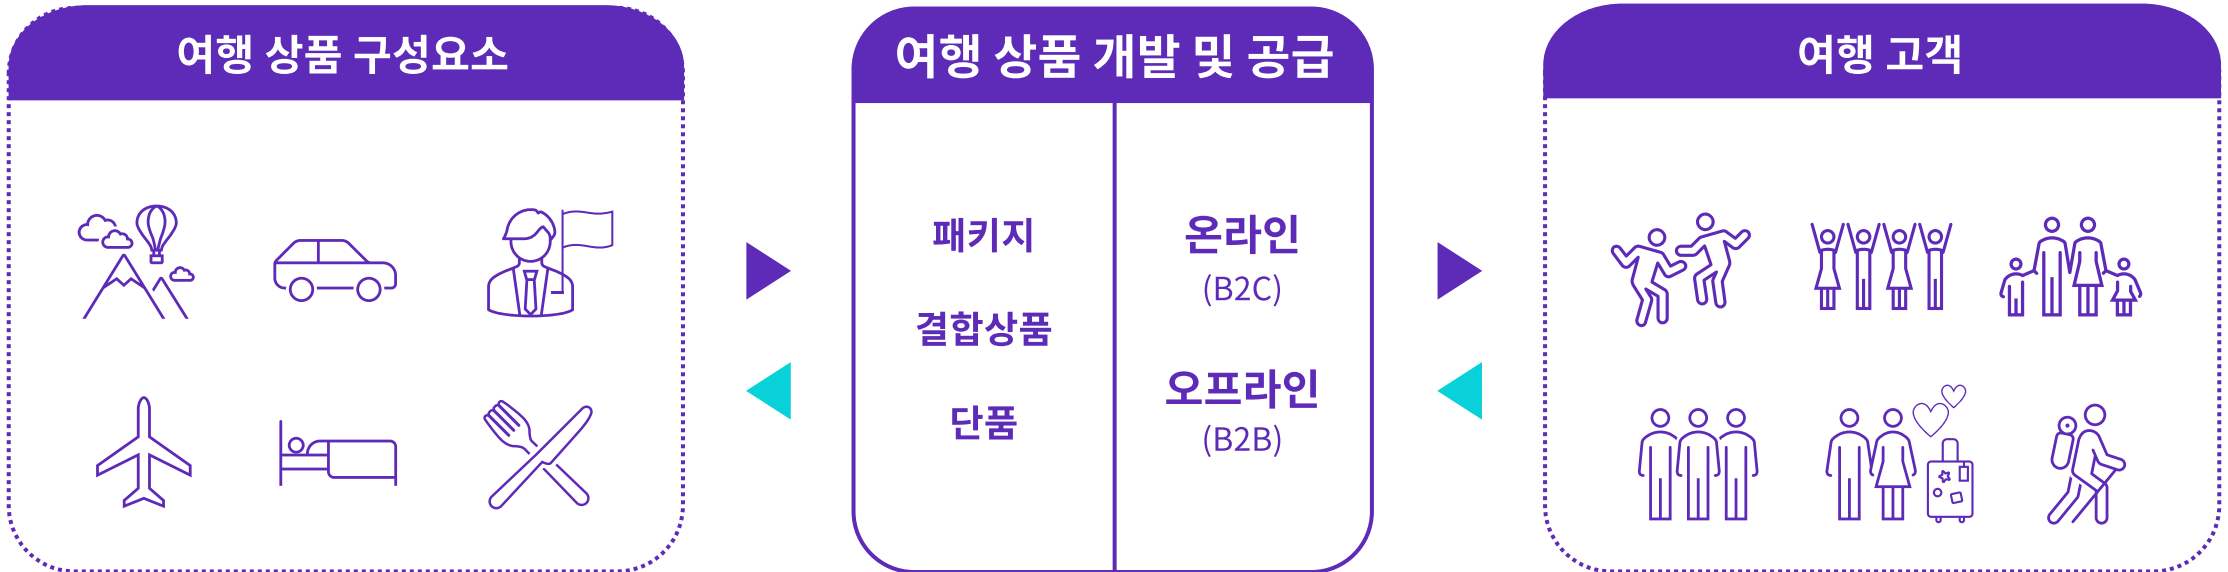 여행 상품 구성요소
여행 상품 개발 및 공급
패키지
결합상품
단품
온라인
(B2C)
오프라인
(B2B)
여행 고객